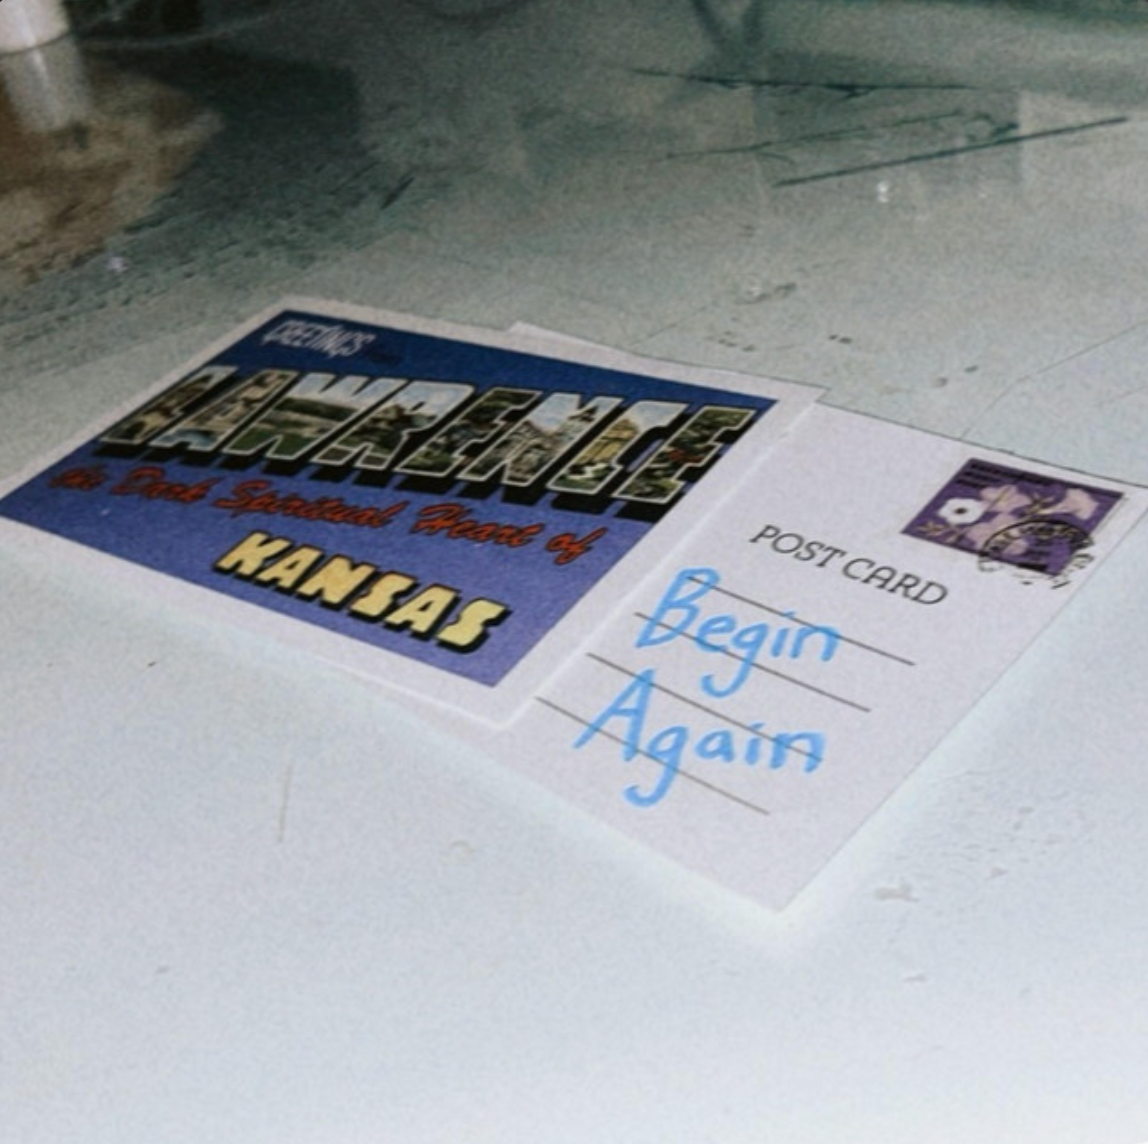 GREETINGS
LAWRENCE
the Dark Spiritual Heart of
KANSAS
POST CARD
Begin
Again